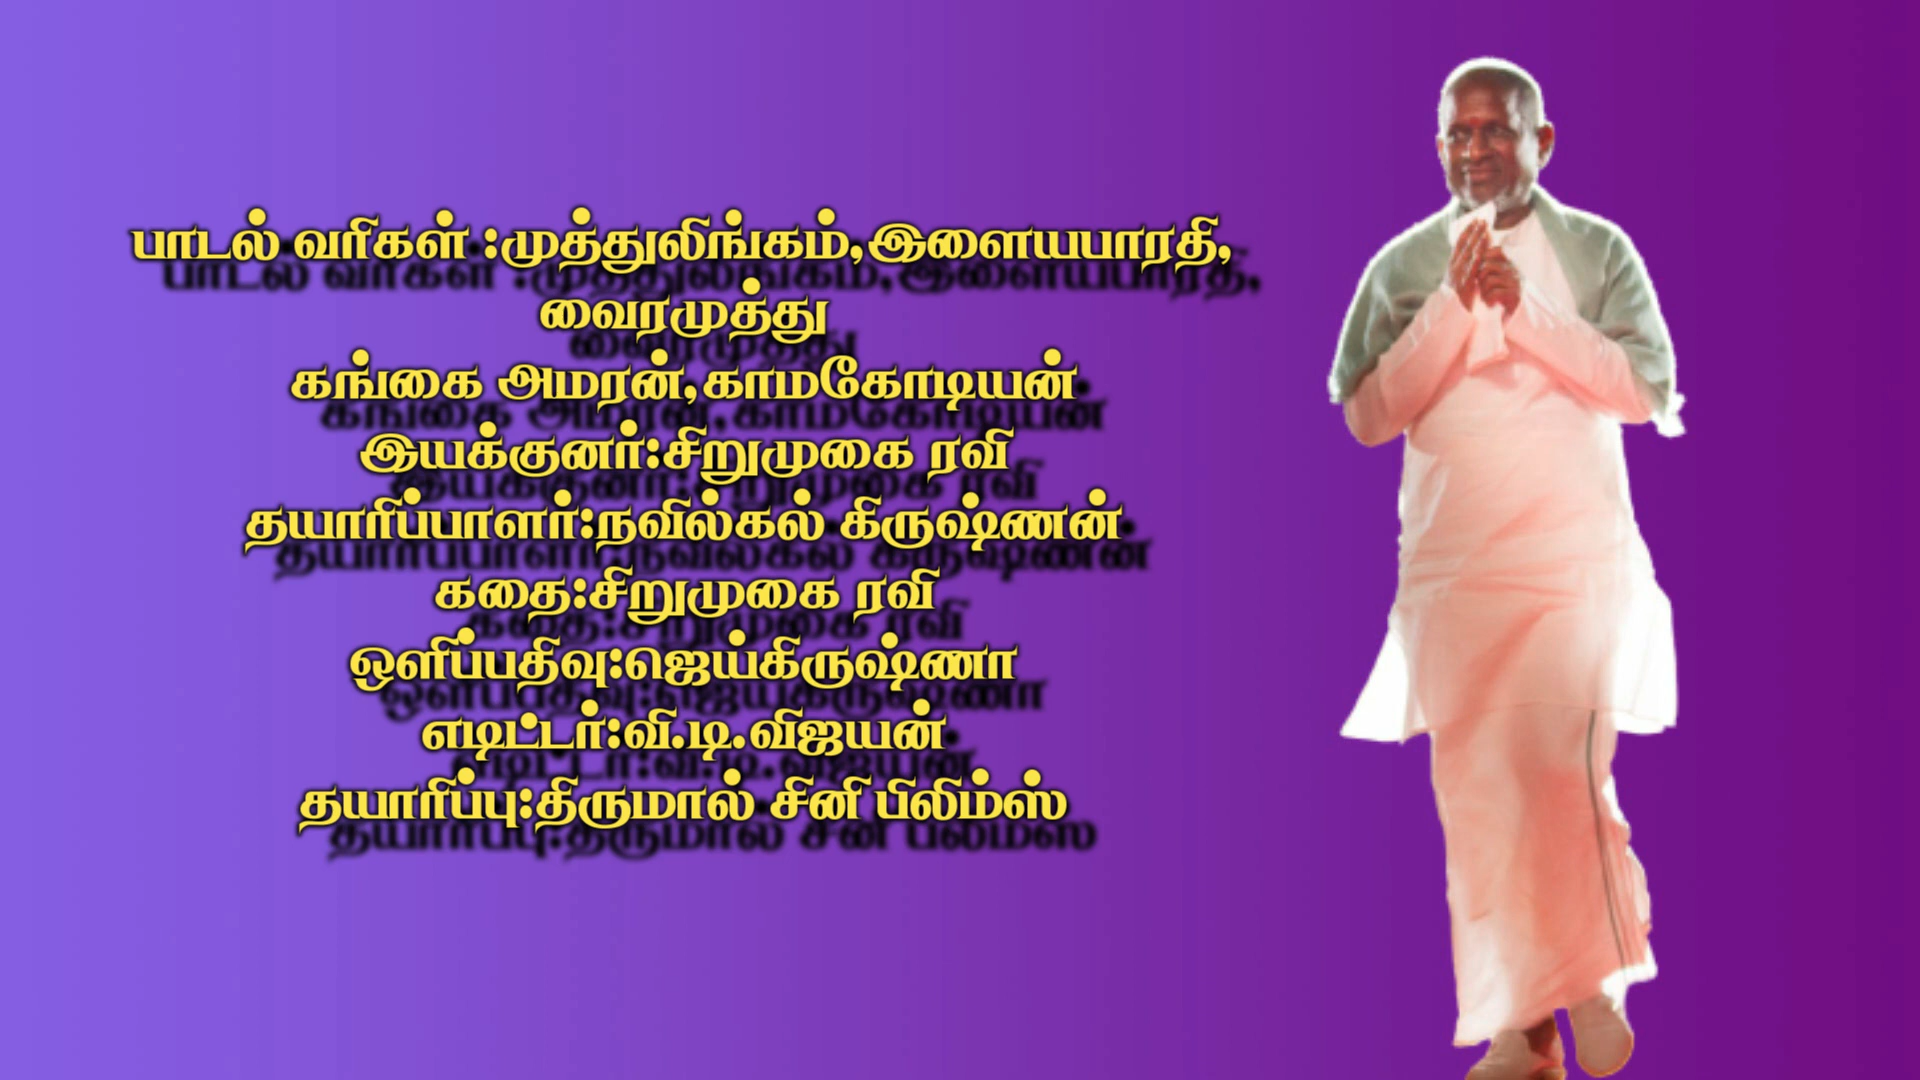 பாடல் வரிகள் :முத்துலிங்கம்,இளையபாரதி,
வைரமுத்து
கங்கை அமரன்,காமகோடியன்
இயக்குனர்:சிறுமுகை ரவி
தயாரிப்பாளர்:நவில்கல் கிருஷ்ணன்
கதை:சிறுமுகை ரவி
ஒளிப்பதிவு:ஜெய்கிருஷ்ணா
எடிட்டர்:வி.டி.விஜயன்
தயாரிப்பு:திருமால் சினி பிலிம்ஸ்